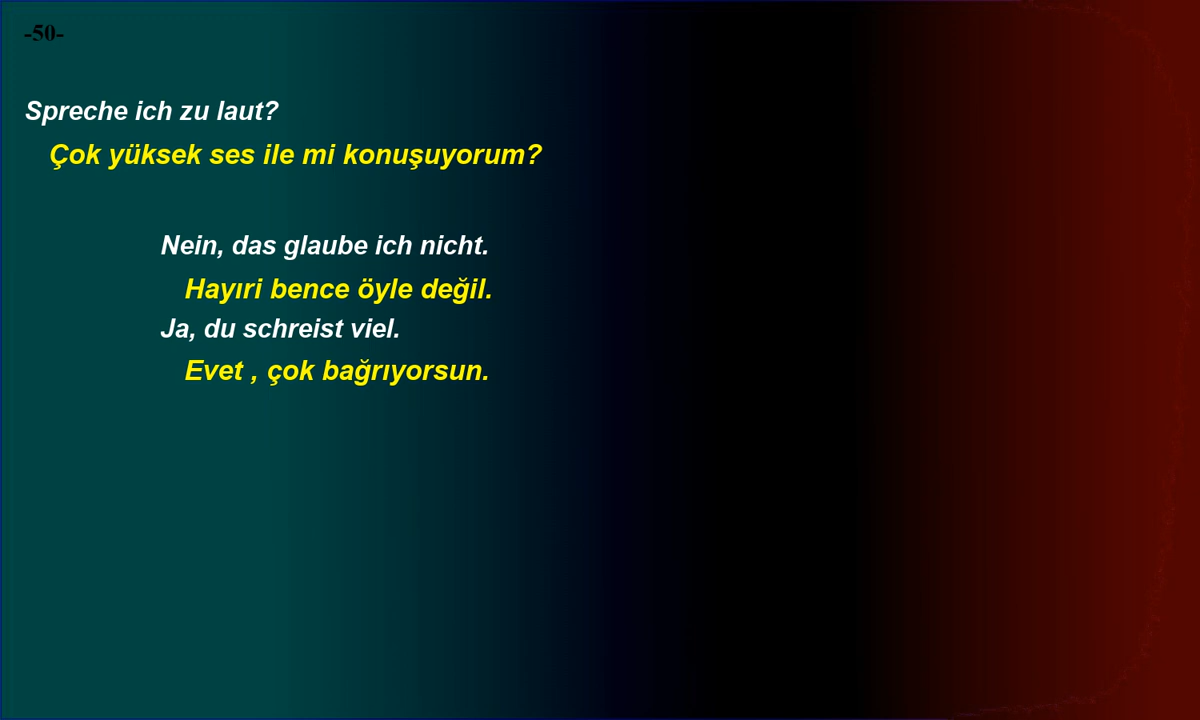 -50-
Spreche ich zu laut?
Çok yüksek ses ile mi konuşuyorum?
Nein, das glaube ich nicht.
Hayıri bence öyle değil.
Ja, du schreist viel.
Evet , çok bağrıyorsun.